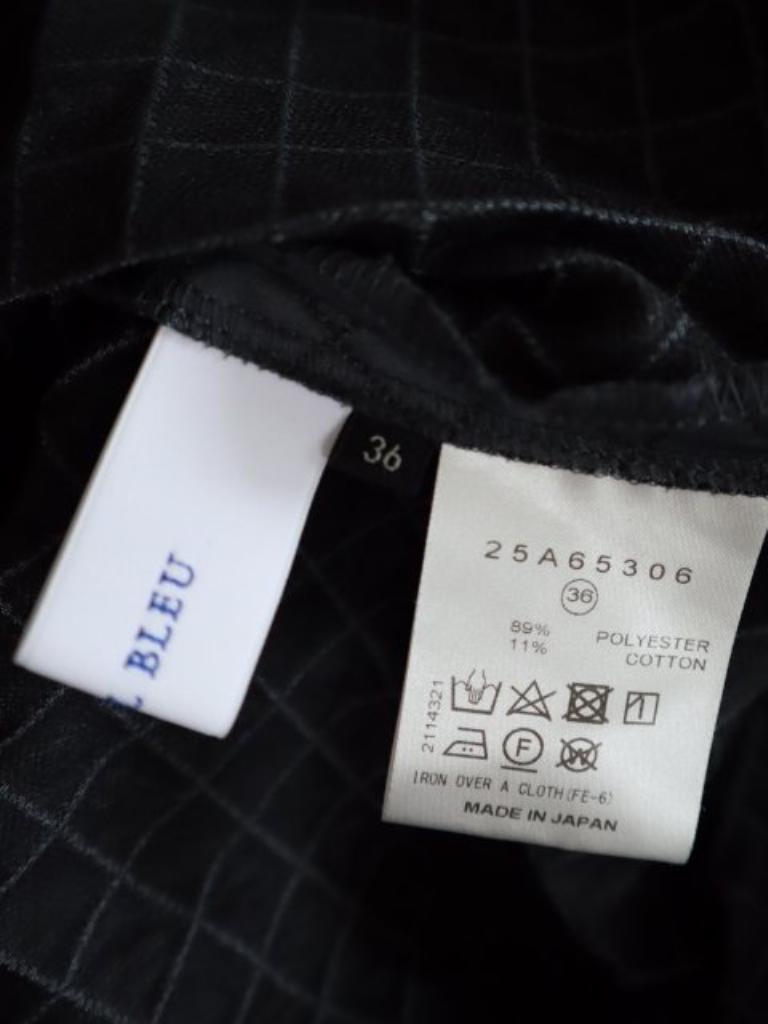 BLEU
36
25A65306
36
89% POLYESTER
11% COTTON
2114321
F
W
IRON OVER A CLOTH(FE-6)
MADE IN JAPAN